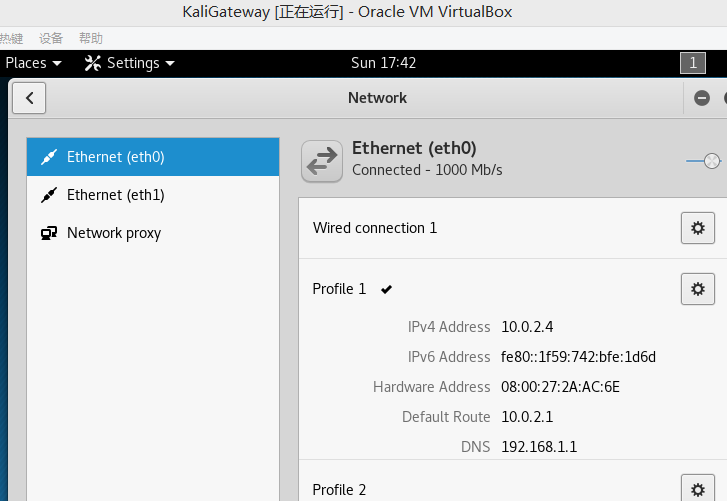 KaliGateway [正在运行] - Oracle VM VirtualBox
热键 设备 帮助
Places Settings Sun 17:42 1
Network
Ethernet (eth0)
Ethernet (eth1)
Network proxy
Ethernet (eth0)
Connected - 1000 Mb/s
Wired connection 1
Profile 1
IPv4 Address 10.0.2.4
IPv6 Address fe80::1f59:742:bfe:1d6d
Hardware Address 08:00:27:2A:AC:6E
Default Route 10.0.2.1
DNS 192.168.1.1
Profile 2